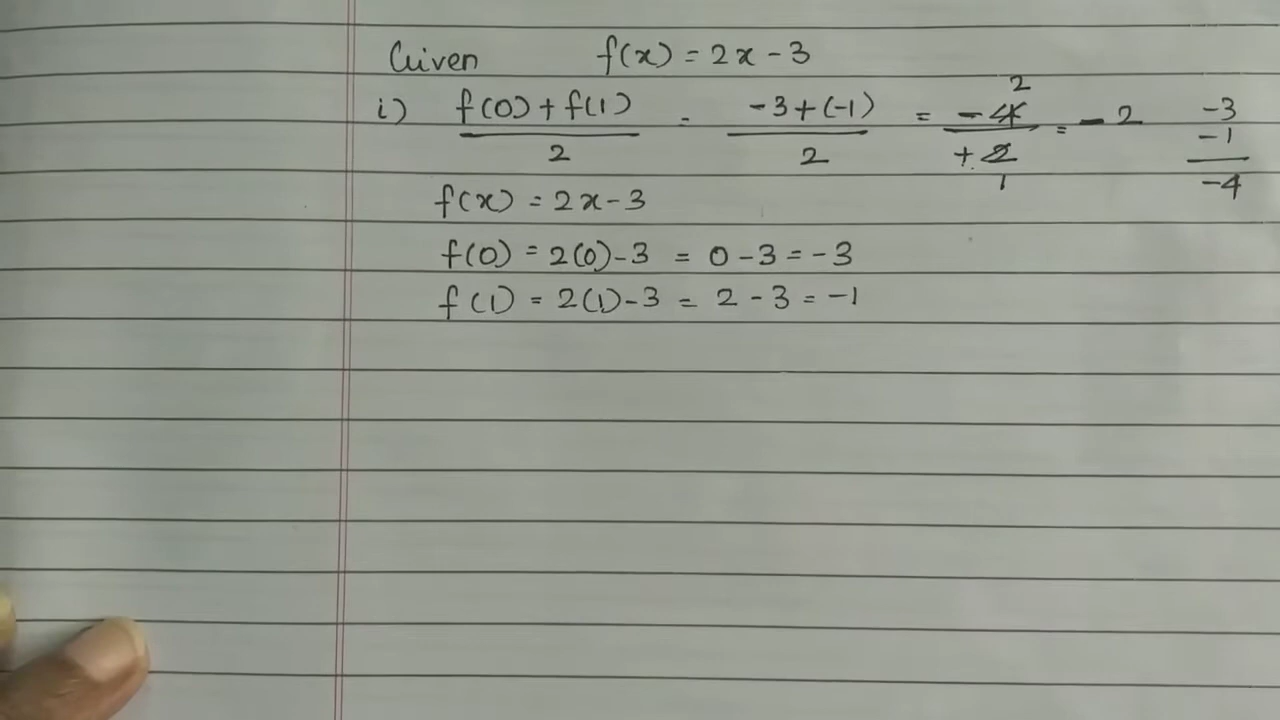 Given f(x) = 2x - 3
i) f(0) + f(1) / 2 = -3 + (-1) / 2 = -4 / +2 = -2
2
1
-3
-1
-4
f(x) = 2x - 3
f(0) = 2(0) - 3 = 0 - 3 = -3
f(1) = 2(1) - 3 = 2 - 3 = -1